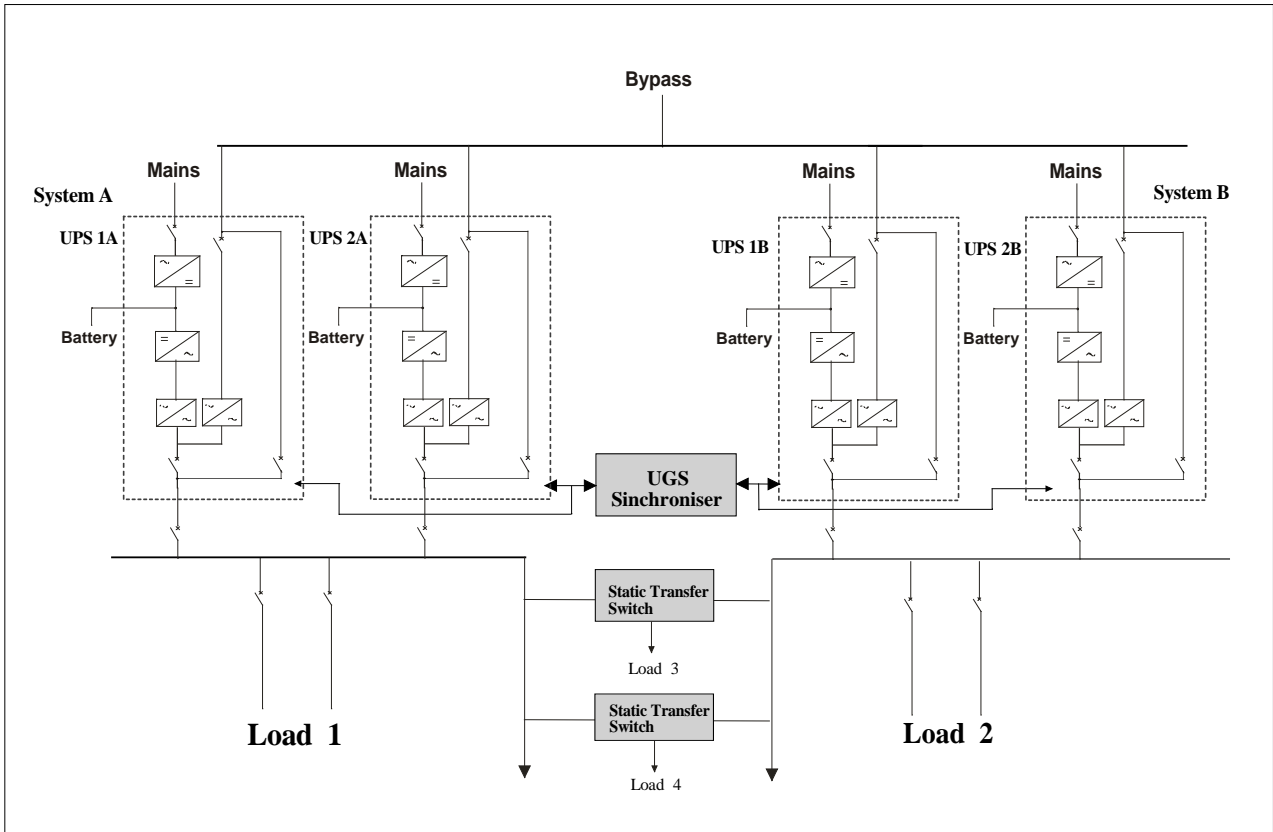 Bypass
Mains
Mains
Mains
Mains
System A
System B
UPS 1A
UPS 2A
UPS 1B
UPS 2B
Battery
Battery
Battery
Battery
UGS
Sinchroniser
Static Transfer
Switch
Load 3
Static Transfer
Switch
Load 4
Load 1
Load 2